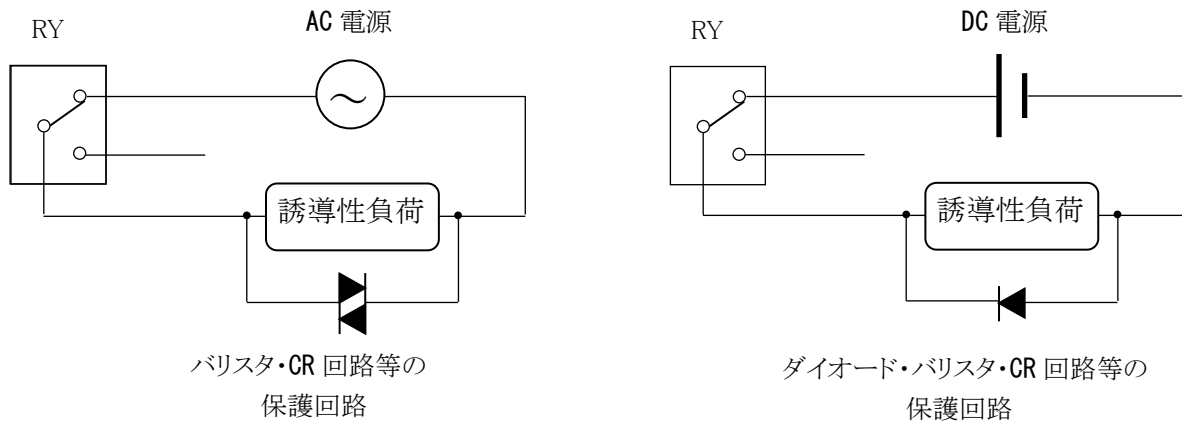 RY
AC 電源
誘導性負荷
バリスタ・CR 回路等の
保護回路
RY
DC 電源
誘導性負荷
ダイオード・バリスタ・CR 回路等の
保護回路